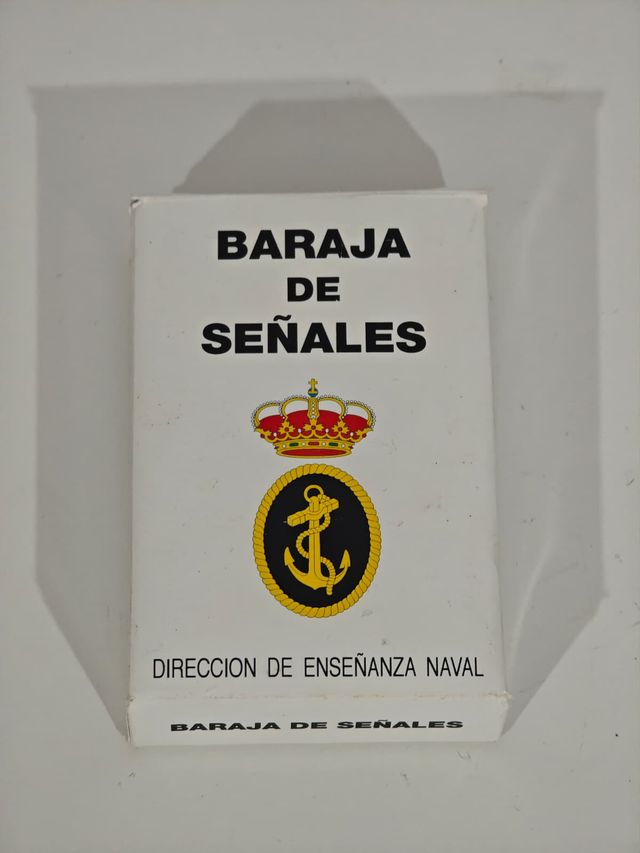 BARAJA
DE
SEÑALES
DIRECCION DE ENSEÑANZA NAVAL
BARAJA DE SEÑALES